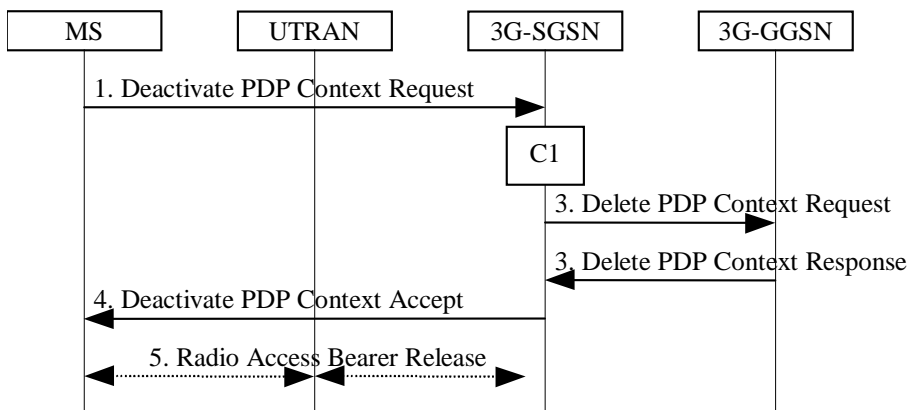 MS UTRAN 3G-SGSN 3G-GGSN
1. Deactivate PDP Context Request
C1
3. Delete PDP Context Request
3. Delete PDP Context Response
4. Deactivate PDP Context Accept
5. Radio Access Bearer Release